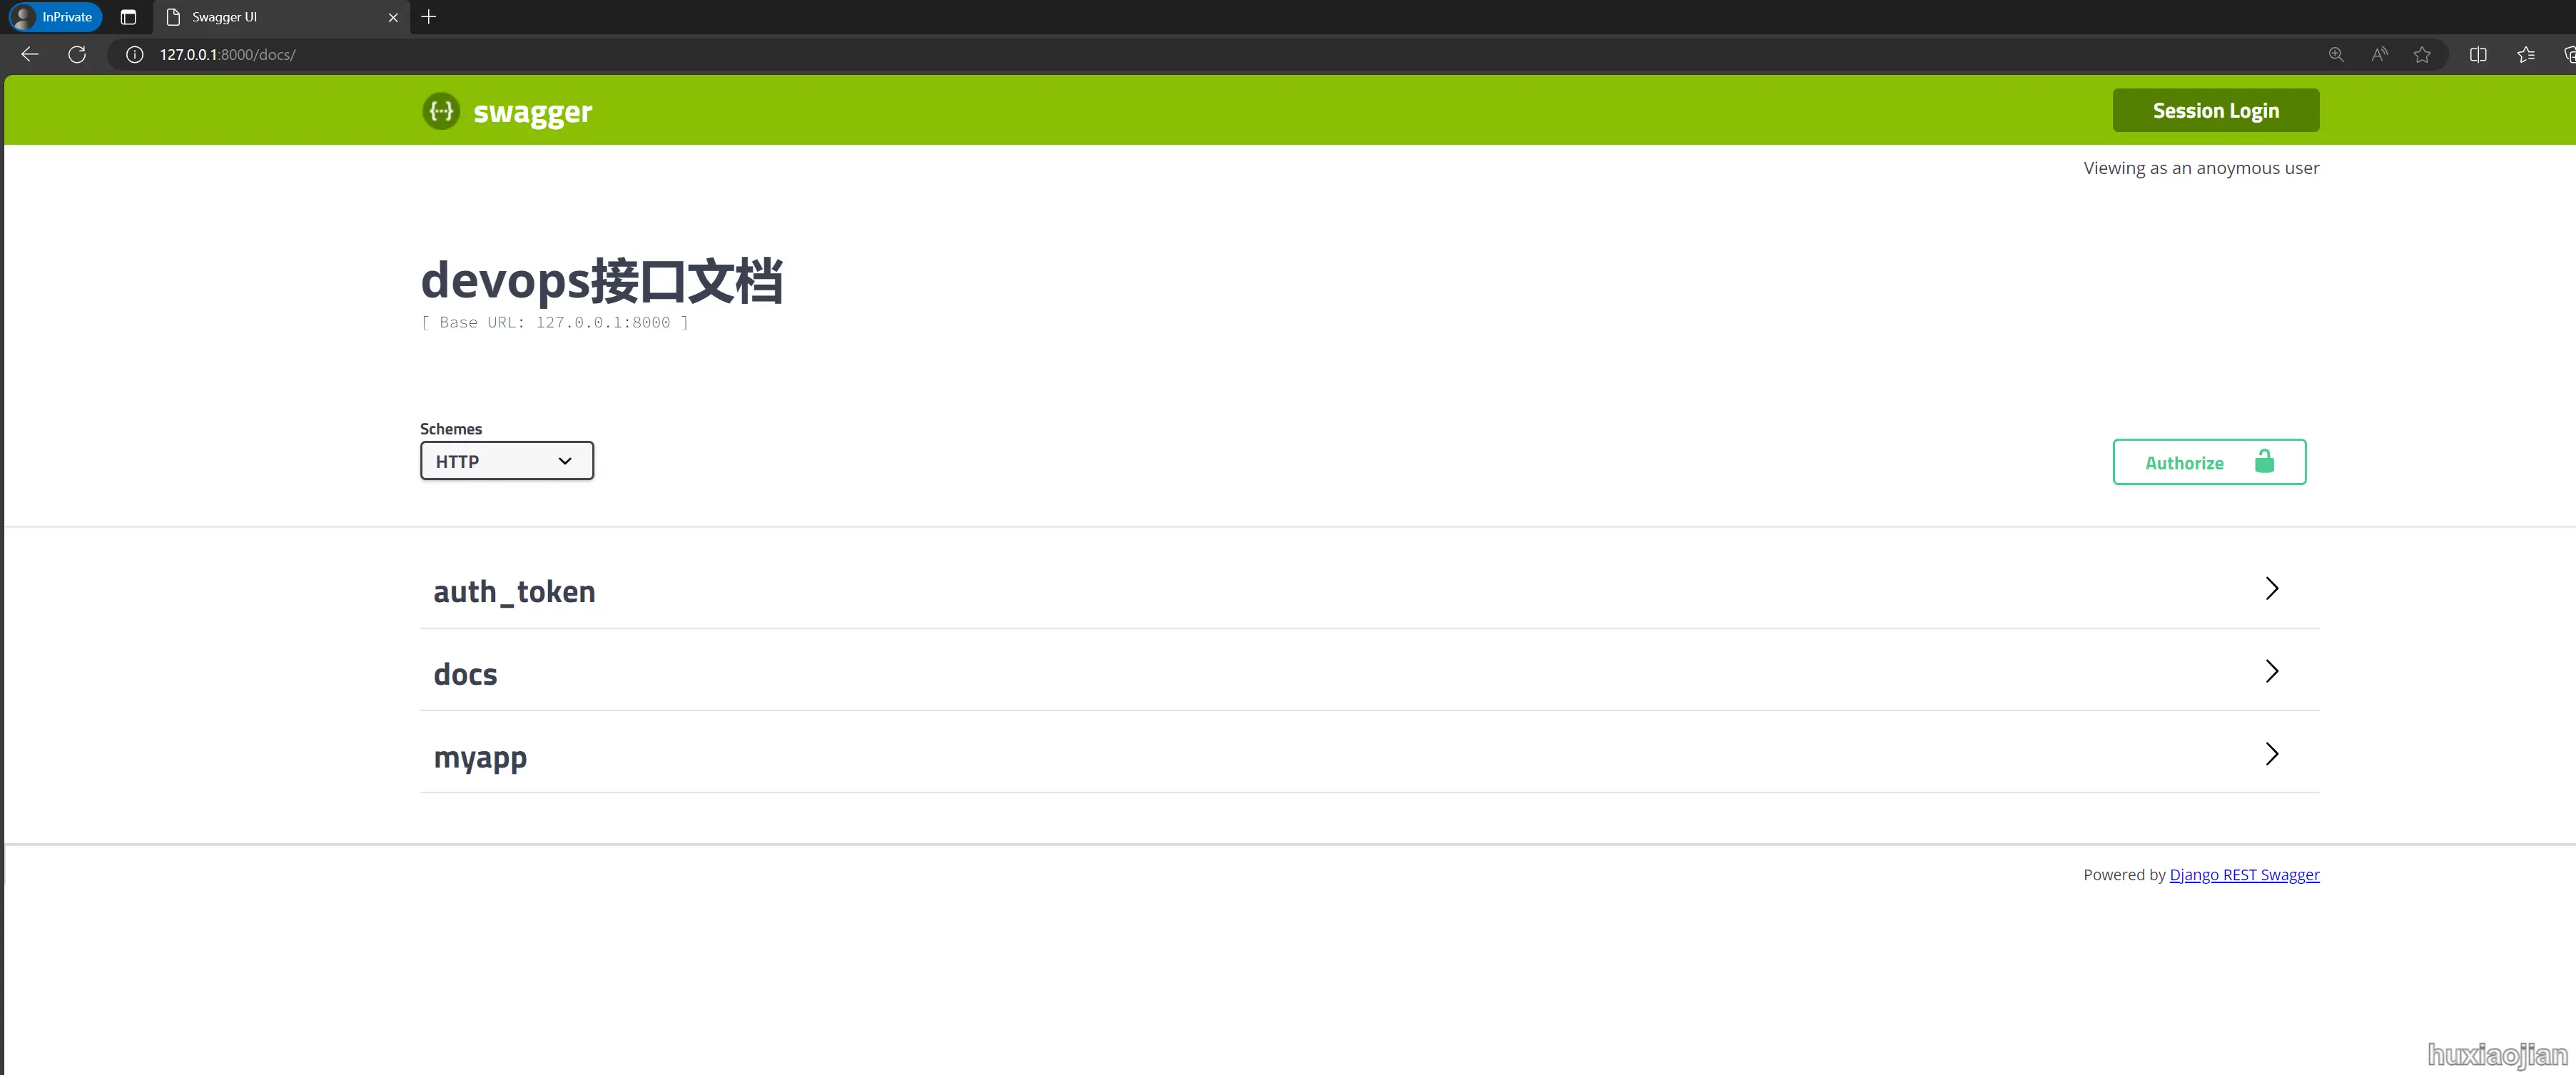 InPrivate
Swagger UI
127.0.0.1:8000/docs/
swagger
Session Login
Viewing as an anoymous user
devops接口文档
[ Base URL: 127.0.0.1:8000 ]
Schemes
HTTP
Authorize
auth_token
docs
myapp
Powered by Django REST Swagger
huxiaojian